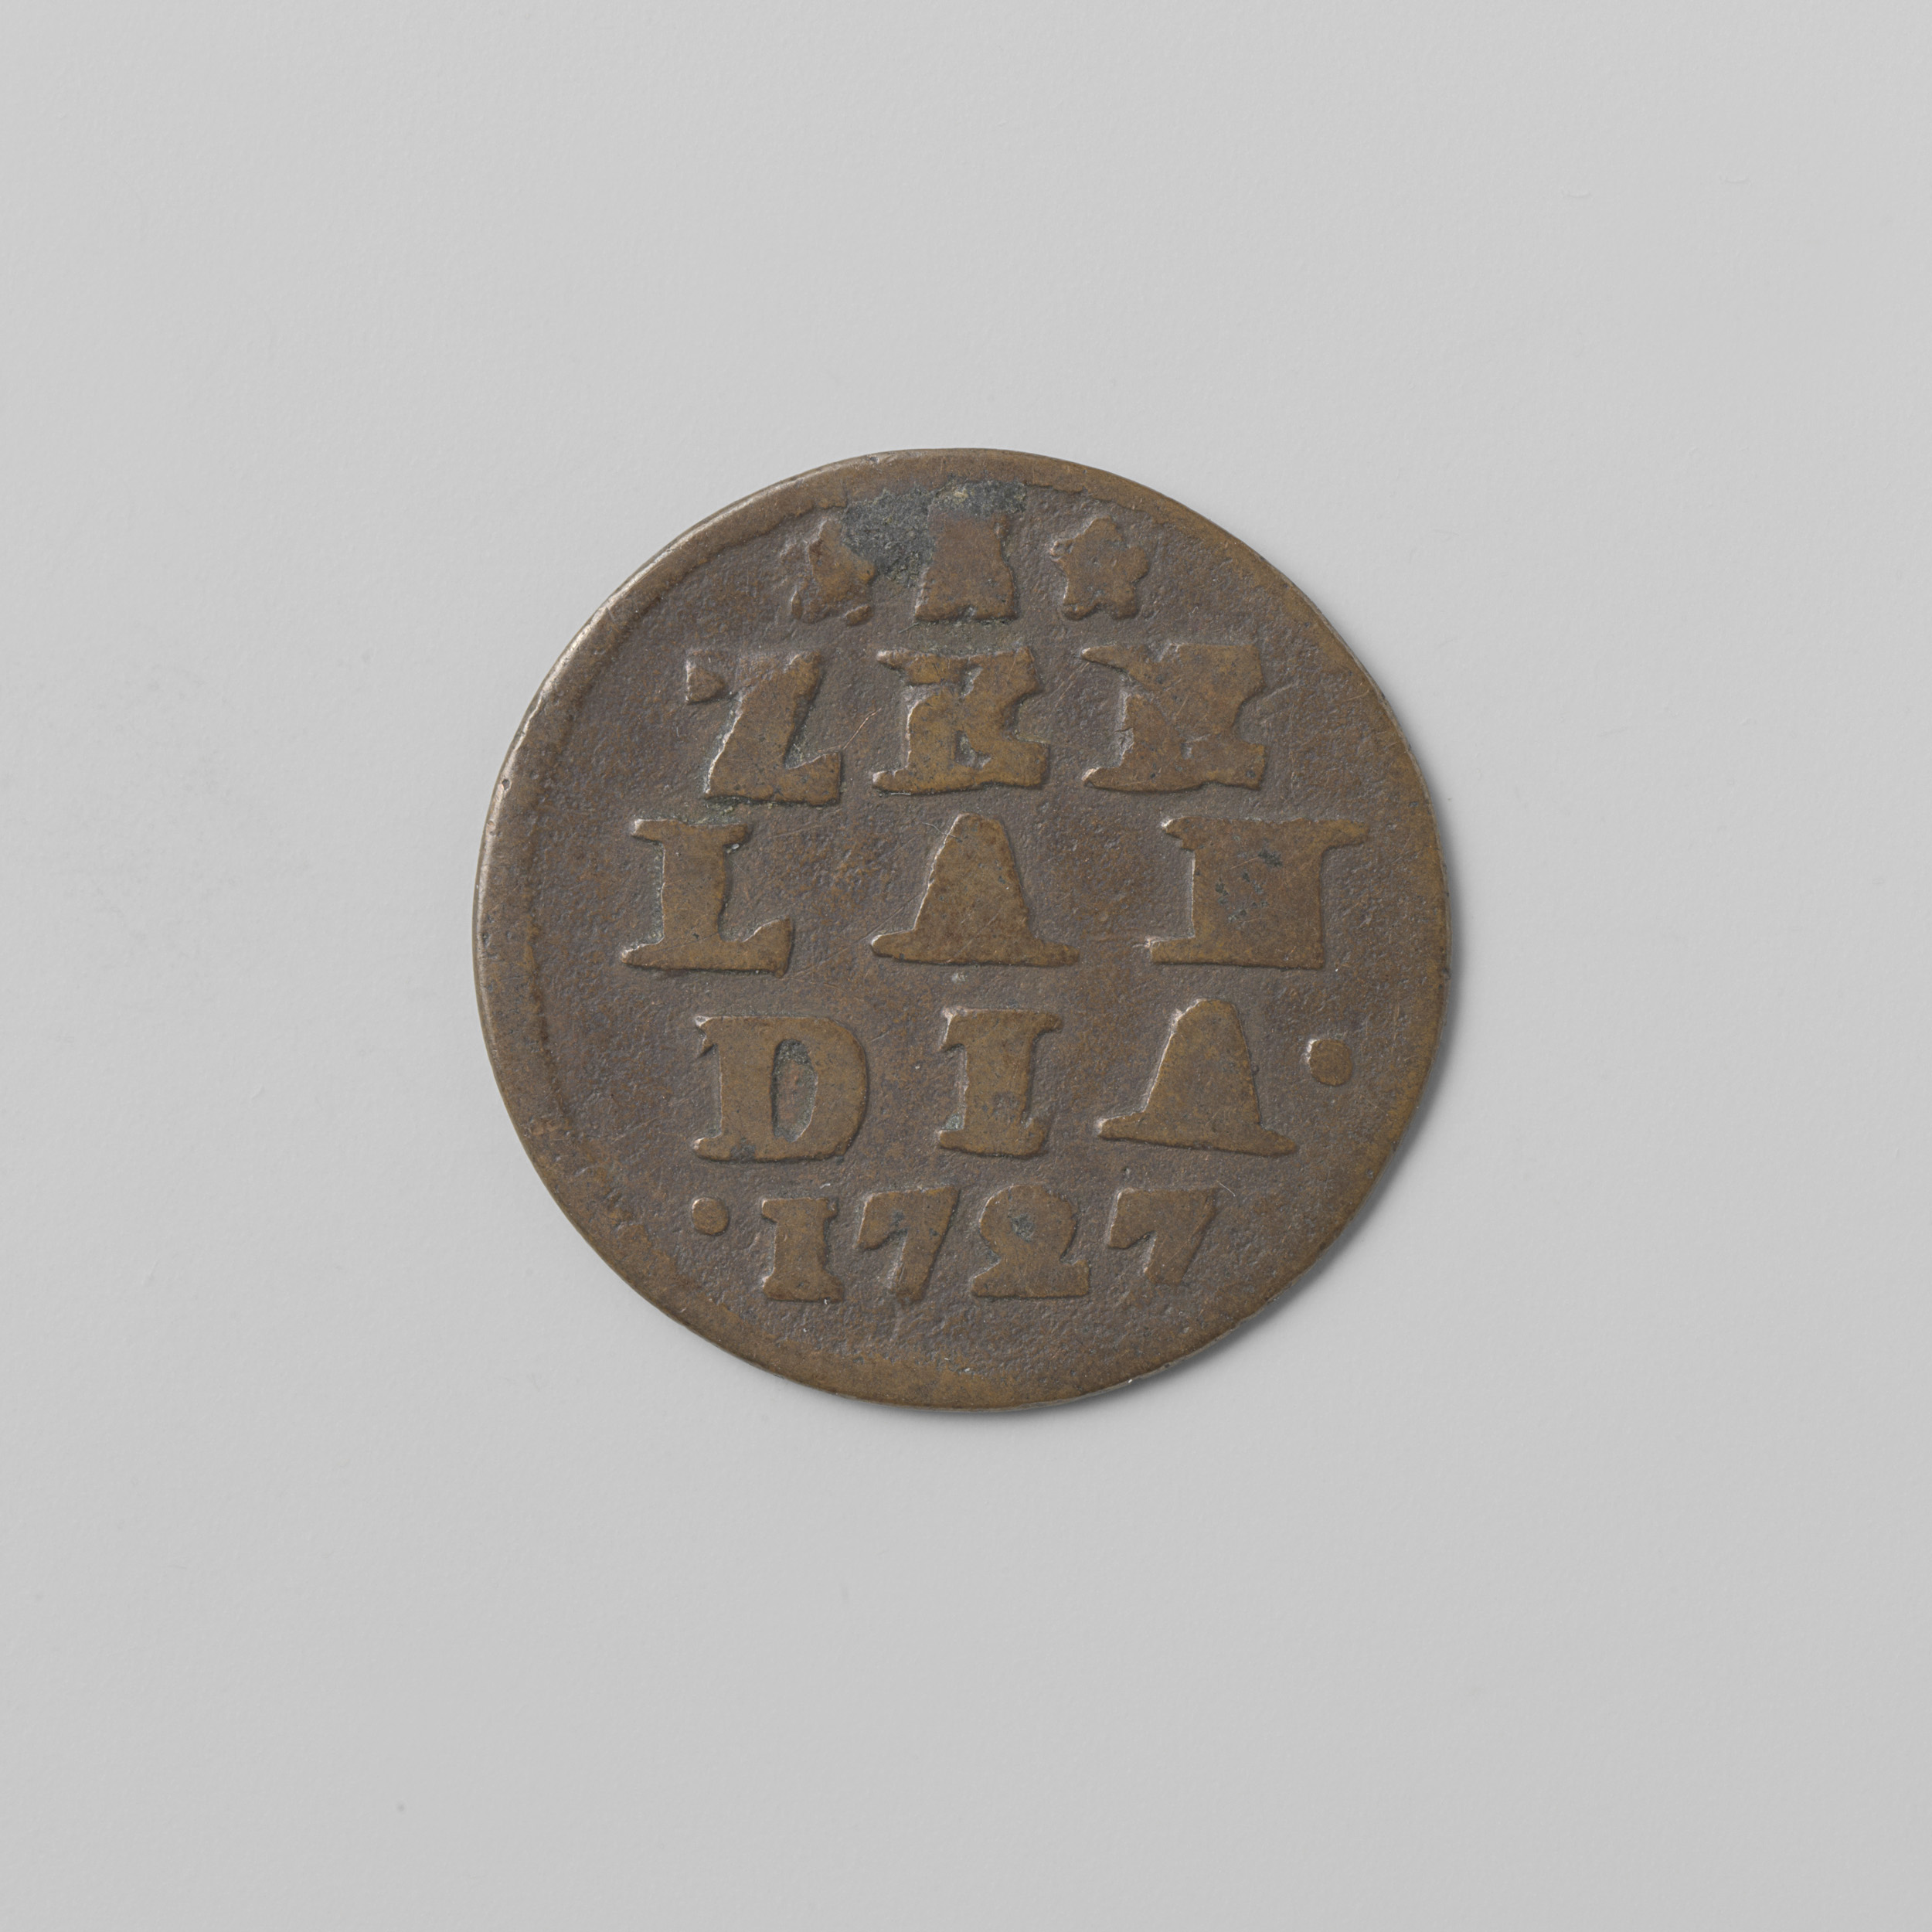 ZEE
LAN
DIA·
·1727